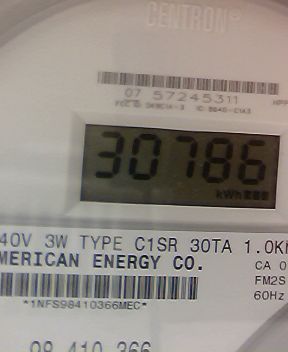 CENTRON®
07 57245311
30786
kWh
40V 3W TYPE C1SR 30TA 1.0K
MERICAN ENERGY CO. CA 0
FM2S
*1NFS98410366MEC* 60Hz
98 410 366